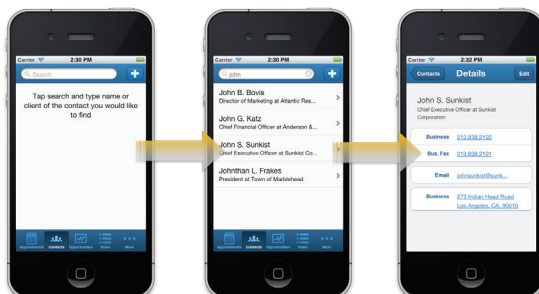 Carrier 2:30 PM
Search
Tap search and type name or
client of the contact you would like
to find
Appointments Contacts Opportunities Tasks More
Carrier 2:30 PM
john
John B. Bovis
Director of Marketing at Atlantic Res...
John G. Katz
Chief Financial Officer at Anderson &...
John S. Sunkist
Chief Executive Officer at Sunkist Co...
Johnthan L. Frakes
President at Town of Marblehead
Appointments Contacts Opportunities Tasks More
Carrier 2:32 PM
Contacts Details Edit
John S. Sunkist
Chief Executive Officer at Sunkist
Corporation
Business 213.838.2102
Bus. Fax 213.838.2101
Email johnsunkist@sunk...
Business 273 Indian Head Road
Los Angeles, CA, 90010